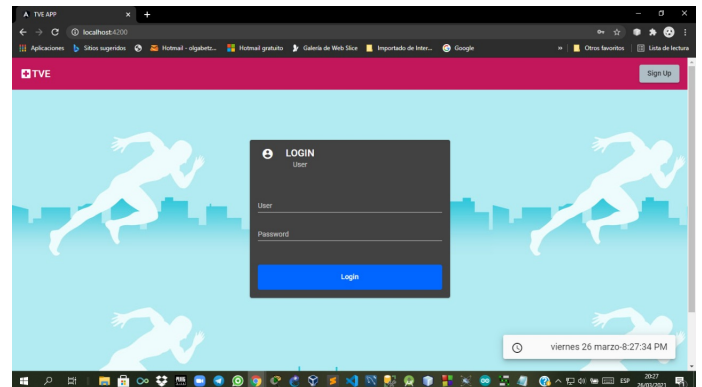 TVE APP
localhost:4200
Aplicaciones Sitios sugeridos Hotmail - olgabetz... Hotmail gratuito Galería de Web Slice Importado de Inter... Google » Otros favoritos Lista de lectura
TVE Sign Up
LOGIN
User
User
Password
Login
viernes 26 marzo-8:27:34 PM
ESP
20:27
26/03/2021